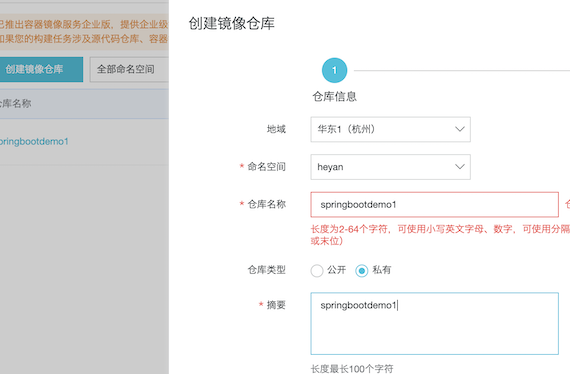 创建镜像仓库
已推出容器镜像服务企业版，提供企业级
如果您的构建任务涉及源代码仓库、容器
创建镜像仓库
全部命名空间
仓库名称
springbootdemo1
1
仓库信息
地域
华东1（杭州）
* 命名空间
heyan
* 仓库名称
springbootdemo1
长度为2-64个字符，可使用小写英文字母、数字，可使用分隔
或末位）
仓库类型
公开
私有
* 摘要
springbootdemo1
长度最长100个字符